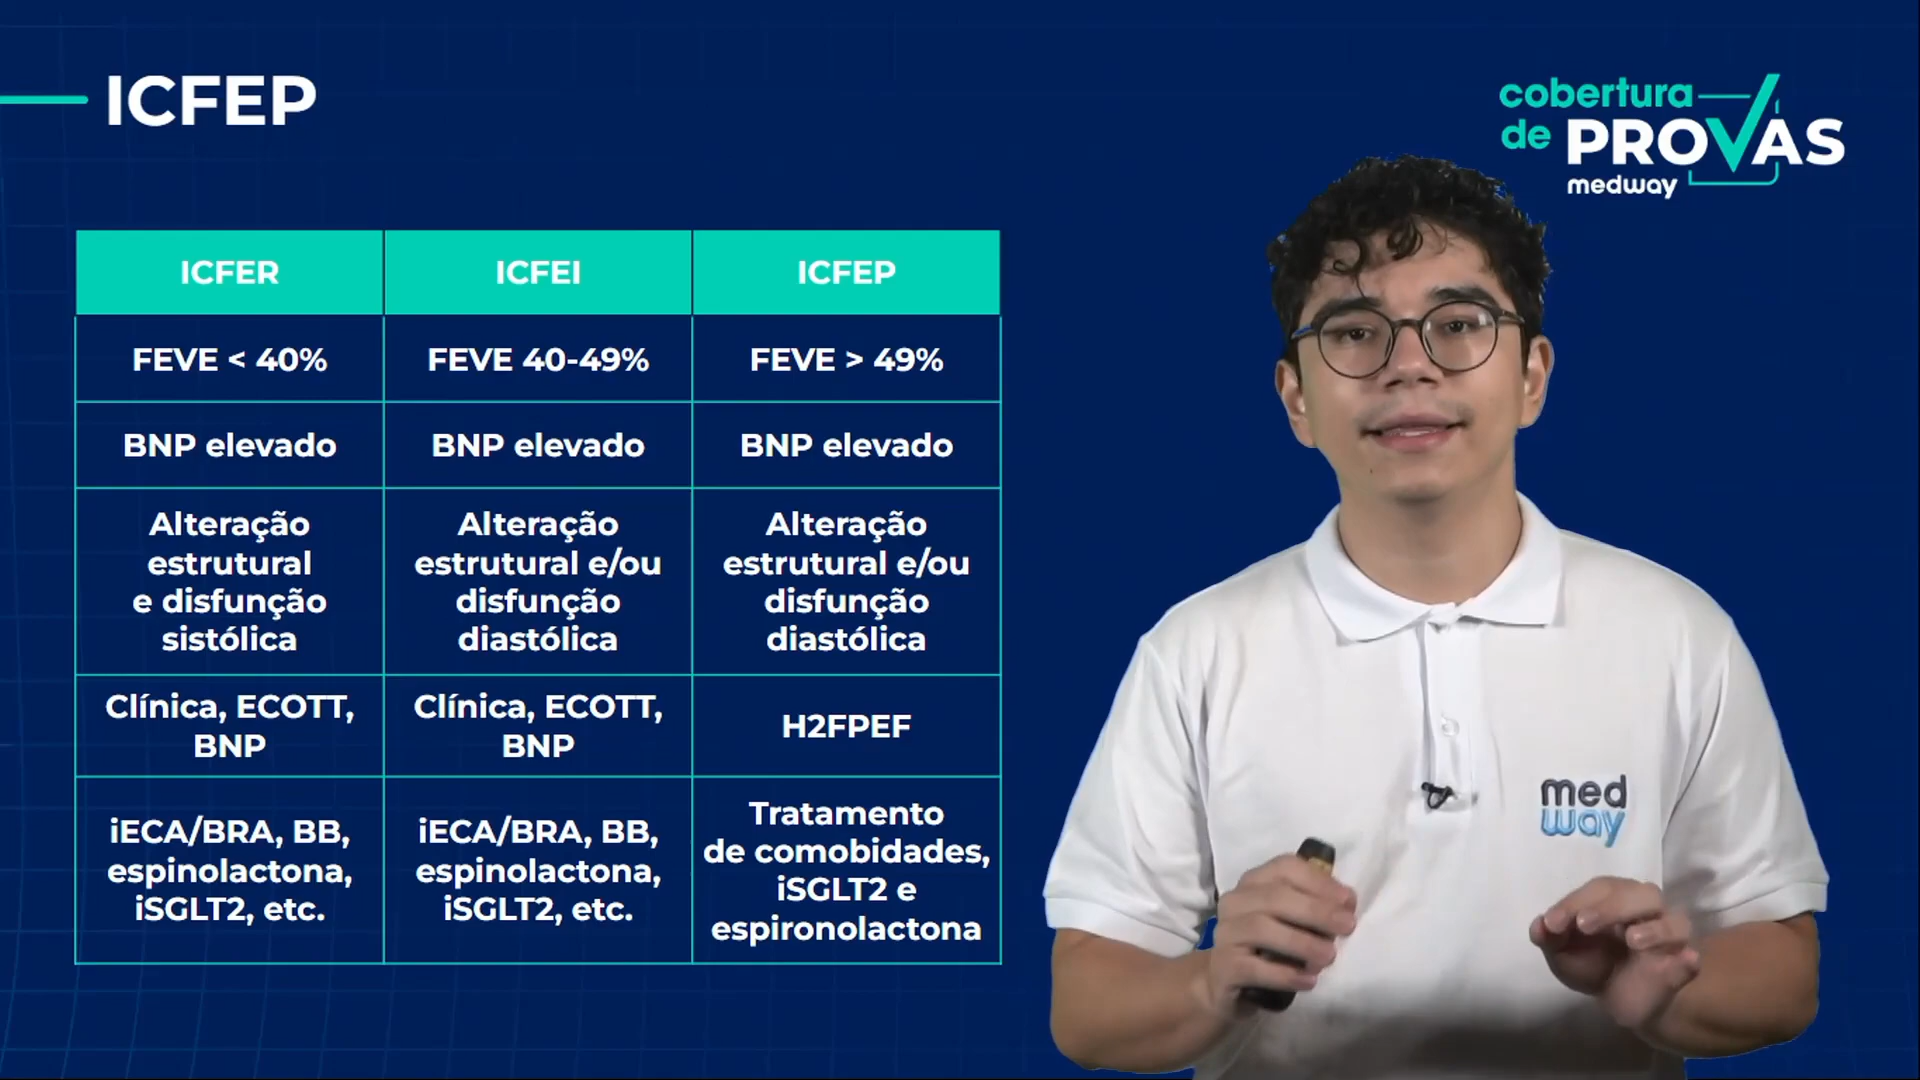 ICFEP
cobertura
de PROVAS
medway
ICFER
ICFEI
ICFEP
FEVE < 40%
FEVE 40-49%
FEVE > 49%
BNP elevado
BNP elevado
BNP elevado
Alteração
estrutural
e disfunção
sistólica
Alteração
estrutural e/ou
disfunção
diastólica
Alteração
estrutural e/ou
disfunção
diastólica
Clínica, ECOTT,
BNP
Clínica, ECOTT,
BNP
H2FPEF
iECA/BRA, BB,
espinolactona,
iSGLT2, etc.
iECA/BRA, BB,
espinolactona,
iSGLT2, etc.
Tratamento
de comobidades,
iSGLT2 e
espironolactona
med
way